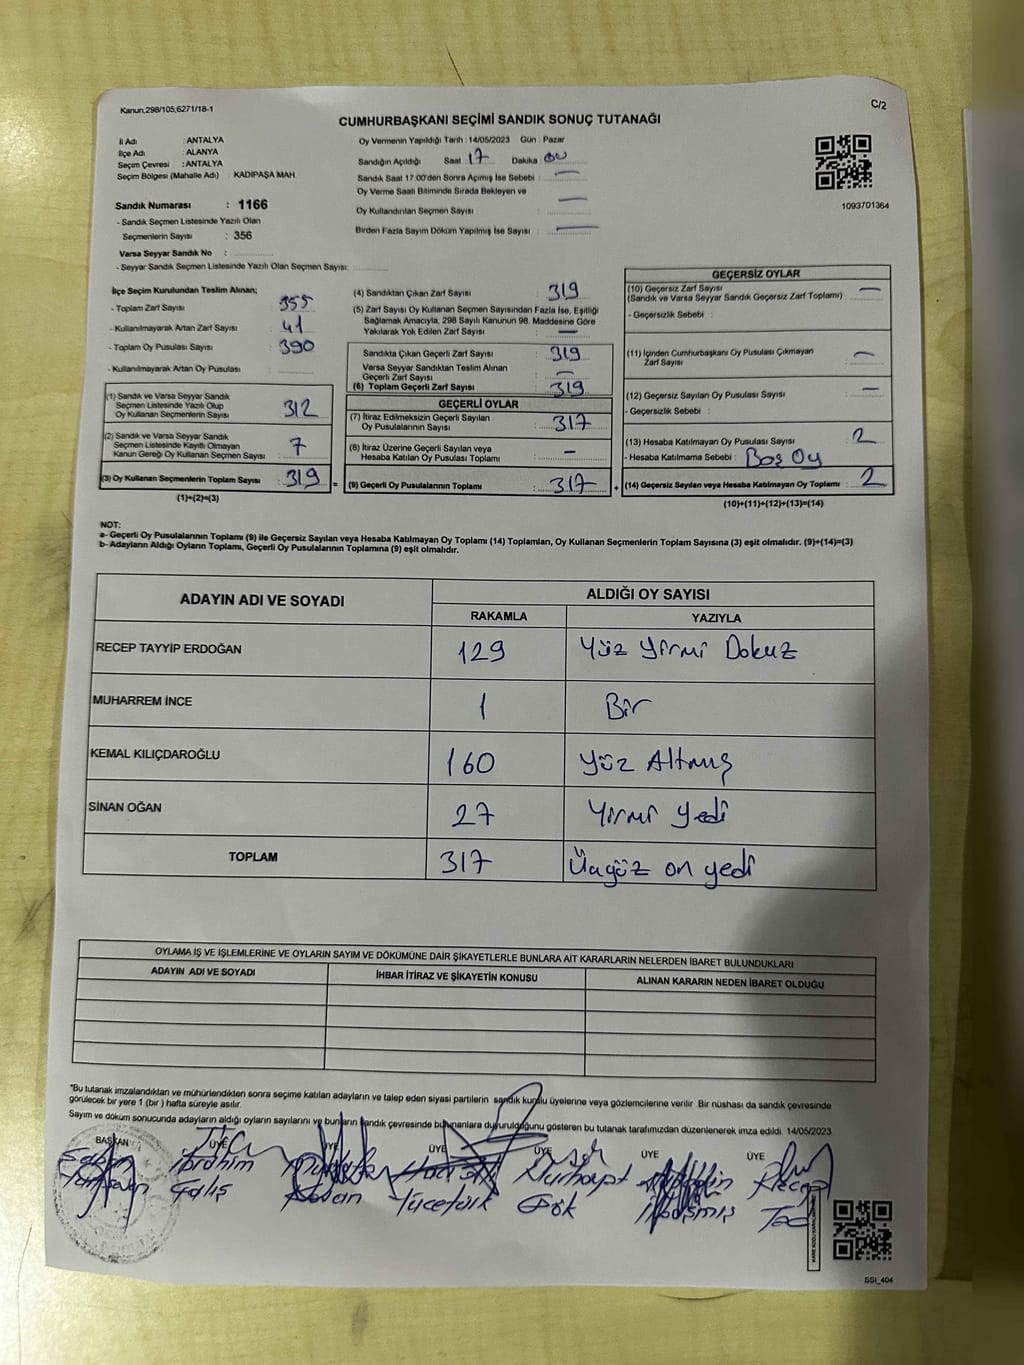 Kanun;298/105,6271/18-1
C/2
CUMHURBAŞKANI SEÇİMİ SANDIK SONUÇ TUTANAĞI
İl Adı : ANTALYA
İlçe Adı : ALANYA
Seçim Çevresi : ANTALYA
Seçim Bölgesi (Mahalle Adı) : KADIPAŞA MAH
Sandık Numarası : 1166
- Sandık Seçmen Listesinde Yazılı Olan
Seçmenlerin Sayısı : 356
Varsa Seyyar Sandık No :
- Seyyar Sandık Seçmen Listesinde Yazılı Olan Seçmen Sayısı:
Oy Vermenin Yapıldığı Tarih : 14/05/2023 Gün : Pazar
Sandığın Açıldığı Saat 17 Dakika 00
Sandık Saat 17:00'den Sonra Açımış İse Sebebi : —
Oy Verme Saati Bitiminde Sırada Bekleyen ve
Oy Kullandırılan Seçmen Sayısı : —
Birden Fazla Sayım Döküm Yapılmış İse Sayısı : —
1093701364
İlçe Seçim Kurulundan Teslim Alınan;
- Toplam Zarf Sayısı : 355
- Kullanılmayarak Artan Zarf Sayısı : 41
- Toplam Oy Pusulası Sayısı : 390
- Kullanılmayarak Artan Oy Pusulası :
(1) Sandık ve Varsa Seyyar Sandık
Seçmen Listesinde Yazılı Olup
Oy Kullanan Seçmenlerin Sayısı : 312
(2) Sandık ve Varsa Seyyar Sandık
Seçmen Listesinde Kayıtlı Olmayan
Kanun Gereği Oy Kullanan Seçmen Sayısı : 7
(3) Oy Kullanan Seçmenlerin Toplam Sayısı : 319
(1)+(2)=(3)
(4) Sandıktan Çıkan Zarf Sayısı : 319
(5) Zarf Sayısı Oy Kullanan Seçmen Sayısından Fazla İse, Eşitliği
Sağlamak Amacıyla, 298 Sayılı Kanunun 98. Maddesine Göre
Yakılarak Yok Edilen Zarf Sayısı : —
Sandıkta Çıkan Geçerli Zarf Sayısı : 319
Varsa Seyyar Sandıktan Teslim Alınan
Geçerli Zarf Sayısı : —
(6) Toplam Geçerli Zarf Sayısı : 319
GEÇERLİ OYLAR
(7) İtiraz Edilmeksizin Geçerli Sayılan
Oy Pusulalarının Sayısı : 317
(8) İtiraz Üzerine Geçerli Sayılan veya
Hesaba Katılan Oy Pusulası Toplamı : —
= (9) Geçerli Oy Pusulalarının Toplamı : 317
GEÇERSİZ OYLAR
(10) Geçersiz Zarf Sayısı : —
(Sandık ve Varsa Seyyar Sandık Geçersiz Zarf Toplamı)
- Geçersizlik Sebebi :
(11) İçinden Cumhurbaşkanı Oy Pusulası Çıkmayan
Zarf Sayısı : —
(12) Geçersiz Sayılan Oy Pusulası Sayısı : —
- Geçersizlik Sebebi :
(13) Hesaba Katılmayan Oy Pusulası Sayısı : 2
- Hesaba Katılmama Sebebi : Boş Oy
+ (14) Geçersiz Sayılan veya Hesaba Katılmayan Oy Toplamı : 2
(10)+(11)+(12)+(13)=(14)
NOT:
a- Geçerli Oy Pusulalarının Toplamı (9) ile Geçersiz Sayılan veya Hesaba Katılmayan Oy Toplamı (14) Toplamları, Oy Kullanan Seçmenlerin Toplam Sayısına (3) eşit olmalıdır. (9)+(14)=(3)
b- Adayların Aldığı Oyların Toplamı, Geçerli Oy Pusulalarının Toplamına (9) eşit olmalıdır.
ADAYIN ADI VE SOYADI
ALDIĞI OY SAYISI
RAKAMLA YAZIYLA
RECEP TAYYİP ERDOĞAN 129 Yüz Yirmi Dokuz
MUHARREM İNCE 1 Bir
KEMAL KILIÇDAROĞLU 160 Yüz Altmış
SİNAN OĞAN 27 Yirmi Yedi
TOPLAM 317 Üçyüz on yedi
OYLAMA İŞ VE İŞLEMLERİNE VE OYLARIN SAYIM VE DÖKÜMÜNE DAİR ŞİKAYETLERLE BUNLARA AİT KARARLARIN NELERDEN İBARET BULUNDUKLARI
ADAYIN ADI VE SOYADI İHBAR İTİRAZ VE ŞİKAYETİN KONUSU ALINAN KARARIN NEDEN İBARET OLDUĞU
"Bu tutanak imzalandıktan ve mühürlendikten sonra seçime katılan adayların ve talep eden siyasi partilerin sandık kurulu üyelerine veya gözlemcilerine verilir. Bir nüshası da sandık çevresinde
görülecek bir yere 1 (bir) hafta süreyle asılır.
Sayım ve döküm sonucunda adayların aldığı oyların sayılarını ve bunların sandık çevresinde bulunanlara duyurulduğunu gösteren bu tutanak tarafımızdan düzenlenerek imza edildi. 14/05/2023
BAŞKAN ÜYE ÜYE ÜYE ÜYE ÜYE
İbrahim Nurhayat Recep
Galış Yücetürk Gök
SSI_404